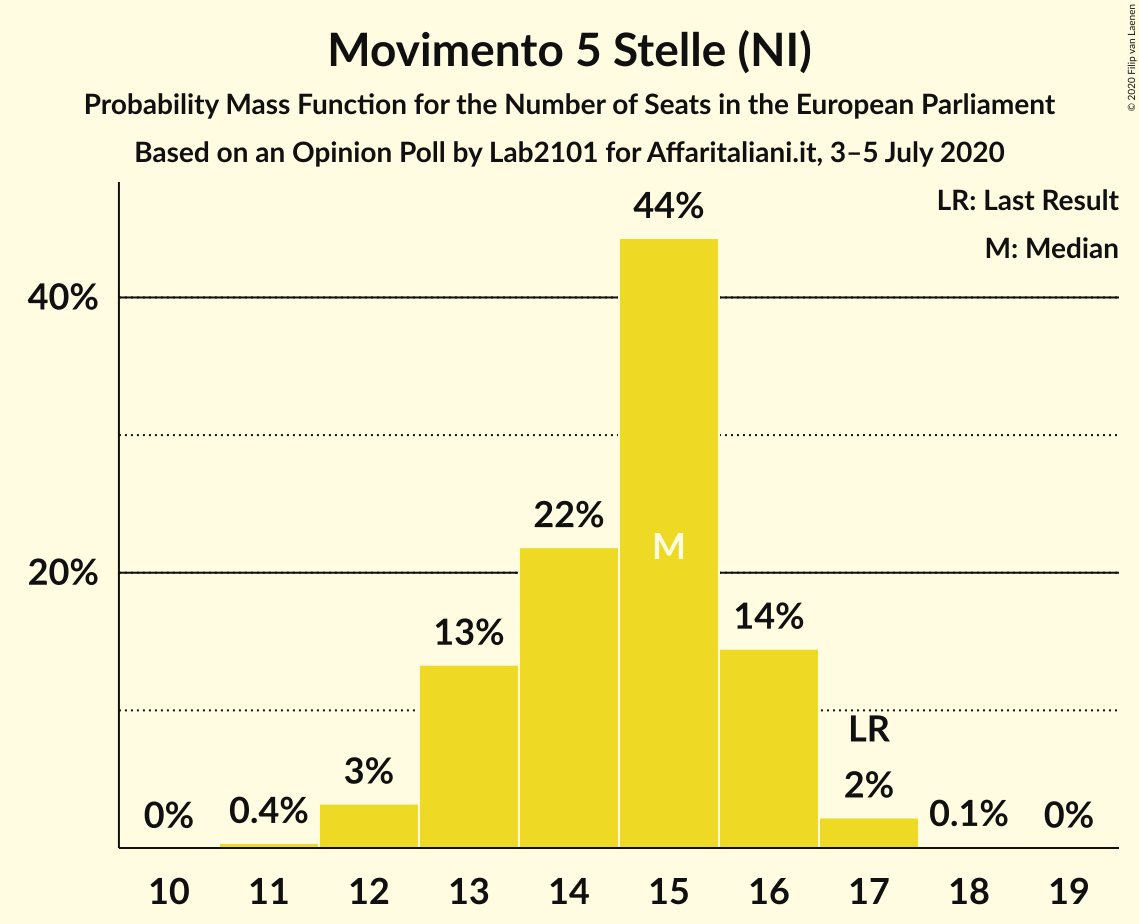 Movimento 5 Stelle (NI)
Probability Mass Function for the Number of Seats in the European Parliament
Based on an Opinion Poll by Lab2101 for Affaritaliani.it, 3–5 July 2020
© 2020 Filip van Laenen
LR: Last Result
M: Median
40%
20%
0%
0.4%
3%
13%
22%
44%
M
14%
LR
2%
0.1%
0%
10 11 12 13 14 15 16 17 18 19